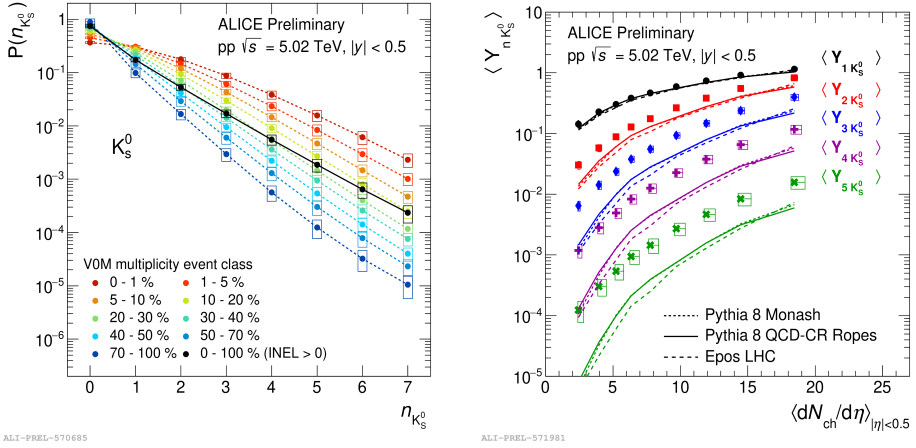 P(n_{K^0_S})
ALICE Preliminary
pp √s = 5.02 TeV, |y| < 0.5
K^0_S
1
10^{-1}
10^{-2}
10^{-3}
10^{-4}
10^{-5}
10^{-6}
V0M multiplicity event class
0 - 1 % 1 - 5 %
5 - 10 % 10 - 20 %
20 - 30 % 30 - 40 %
40 - 50 % 50 - 70 %
70 - 100 % 0 - 100 % (INEL > 0)
0 1 2 3 4 5 6 7
n_{K^0_S}
ALI-PREL-570685
⟨ Y_{n K^0_S} ⟩
ALICE Preliminary
pp √s = 5.02 TeV, |y| < 0.5
⟨ Y_{1 K^0_S} ⟩
⟨ Y_{2 K^0_S} ⟩
⟨ Y_{3 K^0_S} ⟩
⟨ Y_{4 K^0_S} ⟩
⟨ Y_{5 K^0_S} ⟩
10
1
10^{-1}
10^{-2}
10^{-3}
10^{-4}
10^{-5}
Pythia 8 Monash
Pythia 8 QCD-CR Ropes
Epos LHC
0 5 10 15 20 25
⟨dN_{ch}/dη⟩_{|η|<0.5}
ALI-PREL-571981